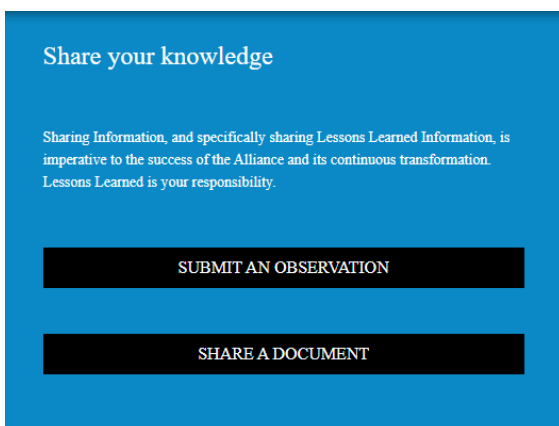 Share your knowledge
Sharing Information, and specifically sharing Lessons Learned Information, is
imperative to the success of the Alliance and its continuous transformation.
Lessons Learned is your responsibility.
SUBMIT AN OBSERVATION
SHARE A DOCUMENT